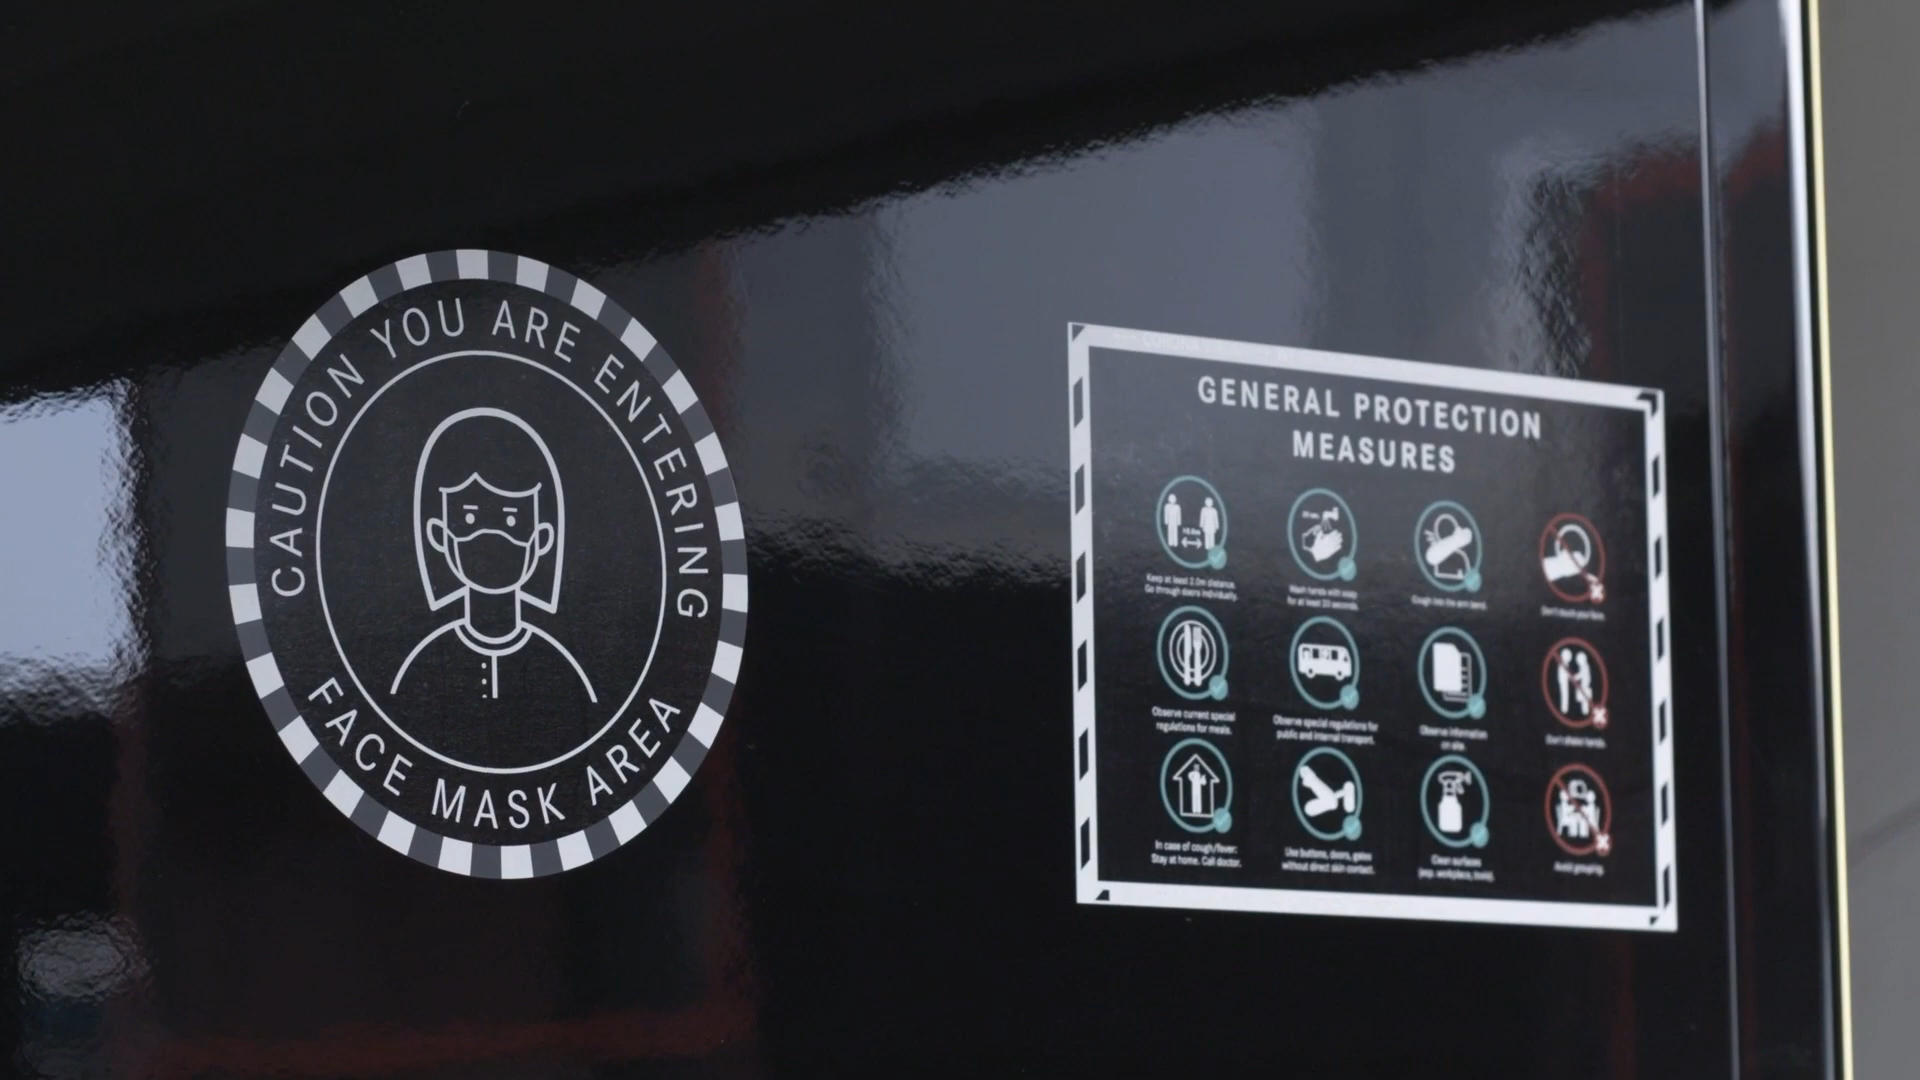 CAUTION YOU ARE ENTERING
FACE MASK AREA
GENERAL PROTECTION
MEASURES
Keep at least 2.0m distance.
Go through doors individually.
Wash hands with soap
for at least 20 seconds.
Cough into the arm bend.
Don't touch your face.
Observe current special
regulations for meals.
Observe special regulations for
public and internal transport.
Observe information
on site.
Don't shake hands.
In case of cough/fever:
Stay at home. Call doctor.
Use buttons, doors, gates
without direct skin contact.
Clean surfaces
(esp. workplace, tools).
Avoid grouping.